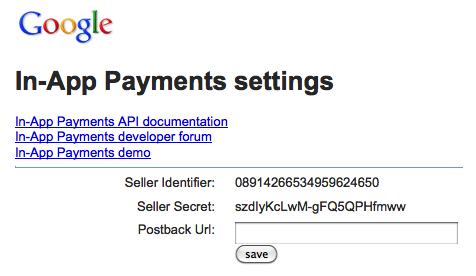 Google
In-App Payments settings
In-App Payments API documentation
In-App Payments developer forum
In-App Payments demo
Seller Identifier: 08914266534959624650
Seller Secret: szdIyKcLwM-gFQ5QPHfmww
Postback Url:
save